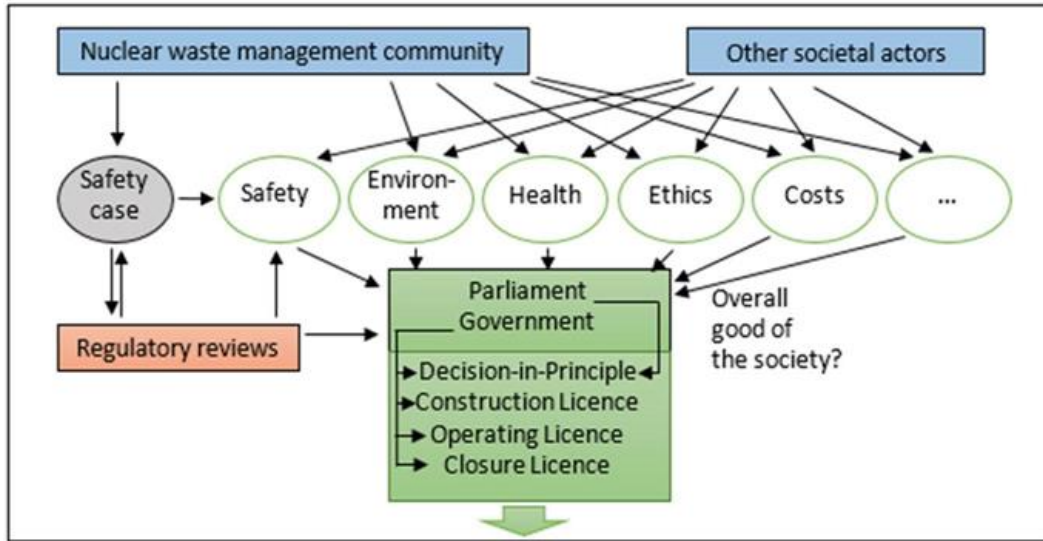 Nuclear waste management community
Other societal actors
Safety
case
Safety
Environ-
ment
Health
Ethics
Costs
...
Regulatory reviews
Parliament
Government
Decision-in-Principle
Construction Licence
Operating Licence
Closure Licence
Overall
good of
the society?